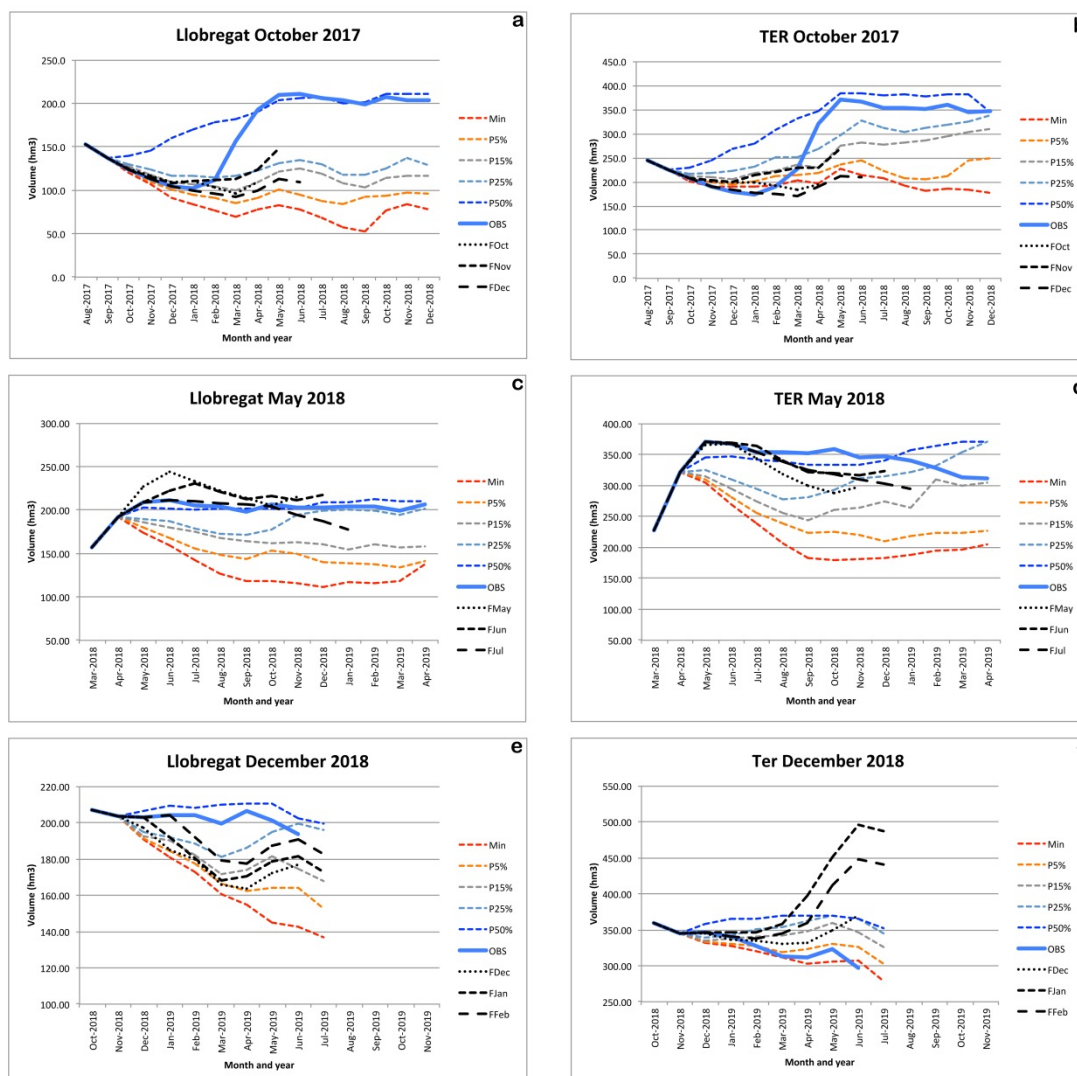 a
Llobregat October 2017
Volume (hm3)
250.0
200.0
150.0
100.0
50.0
0.0
Aug-2017
Sep-2017
Oct-2017
Nov-2017
Dec-2017
Jan-2018
Feb-2018
Mar-2018
Apr-2018
May-2018
Jun-2018
Jul-2018
Aug-2018
Sep-2018
Oct-2018
Nov-2018
Dec-2018
Month and year
Min
P5%
P15%
P25%
P50%
OBS
FOct
FNov
FDec
TER October 2017
Volume (hm3)
450.0
400.0
350.0
300.0
250.0
200.0
150.0
100.0
50.0
0.0
Aug-2017
Sep-2017
Oct-2017
Nov-2017
Dec-2017
Jan-2018
Feb-2018
Mar-2018
Apr-2018
May-2018
Jun-2018
Jul-2018
Aug-2018
Sep-2018
Oct-2018
Nov-2018
Dec-2018
Month and year
Min
P5%
P15%
P25%
P50%
OBS
FOct
FNov
FDec
c
Llobregat May 2018
Volume (hm3)
300.00
250.00
200.00
150.00
100.00
50.00
Mar-2018
Apr-2018
May-2018
Jun-2018
Jul-2018
Aug-2018
Sep-2018
Oct-2018
Nov-2018
Dec-2018
Jan-2019
Feb-2019
Mar-2019
Apr-2019
Month and year
Min
P5%
P15%
P25%
P50%
OBS
FMay
FJun
FJul
TER May 2018
Volume (hm3)
400.00
350.00
300.00
250.00
200.00
150.00
100.00
50.00
Mar-2018
Apr-2018
May-2018
Jun-2018
Jul-2018
Aug-2018
Sep-2018
Oct-2018
Nov-2018
Dec-2018
Jan-2019
Feb-2019
Mar-2019
Apr-2019
Month and year
Min
P5%
P15%
P25%
P50%
OBS
FMay
FJun
FJul
e
Llobregat December 2018
Volume (hm3)
220.00
200.00
180.00
160.00
140.00
120.00
100.00
Oct-2018
Nov-2018
Dec-2018
Jan-2019
Feb-2019
Mar-2019
Apr-2019
May-2019
Jun-2019
Jul-2019
Aug-2019
Sep-2019
Oct-2019
Nov-2019
Month and year
Min
P5%
P15%
P25%
P50%
OBS
FDec
FJan
FFeb
Ter December 2018
Volume (hm3)
550.00
500.00
450.00
400.00
350.00
300.00
250.00
Oct-2018
Nov-2018
Dec-2018
Jan-2019
Feb-2019
Mar-2019
Apr-2019
May-2019
Jun-2019
Jul-2019
Aug-2019
Sep-2019
Oct-2019
Nov-2019
Month and year
Min
P5%
P15%
P25%
P50%
OBS
FDec
FJan
FFeb